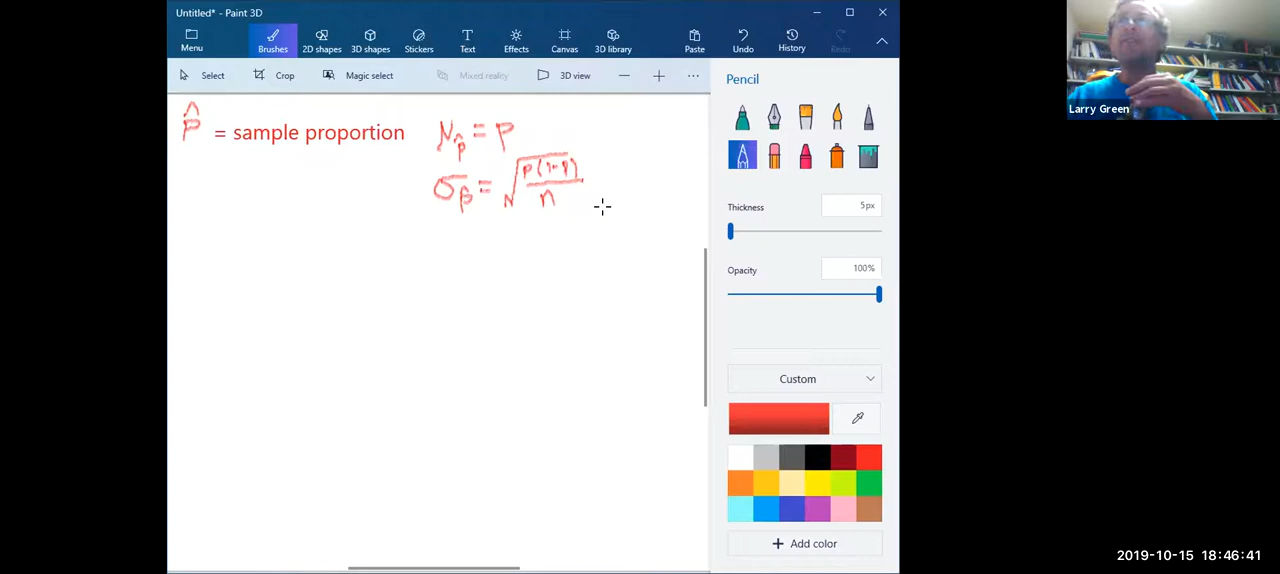 Untitled* - Paint 3D
Menu
Brushes
2D shapes
3D shapes
Stickers
Text
Effects
Canvas
3D library
Paste
Undo
History
Redo
Select
Crop
Magic select
Mixed reality
3D view
Pencil
Larry Green
p̂ = sample proportion
μp̂ = p
σp̂ = √(p(1-p)/n)
Thickness
5px
Opacity
100%
Custom
+ Add color
2019-10-15 18:46:41